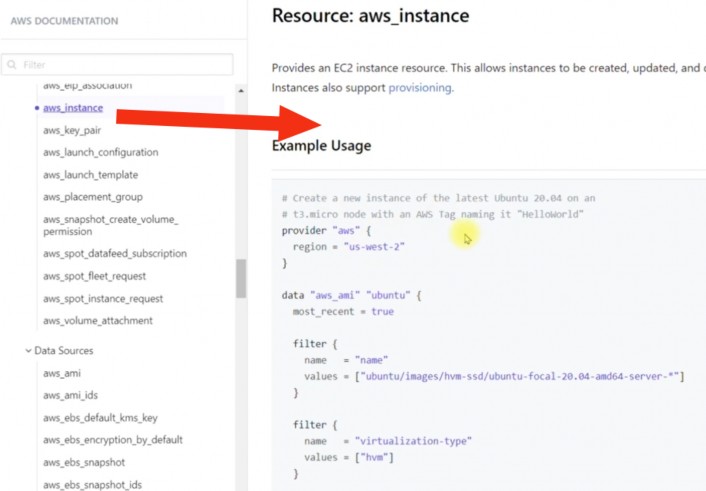 AWS DOCUMENTATION
Filter
aws_eip_association
aws_instance
aws_key_pair
aws_launch_configuration
aws_launch_template
aws_placement_group
aws_snapshot_create_volume_
permission
aws_spot_datafeed_subscription
aws_spot_fleet_request
aws_spot_instance_request
aws_volume_attachment
Data Sources
aws_ami
aws_ami_ids
aws_ebs_default_kms_key
aws_ebs_encryption_by_default
aws_ebs_snapshot
aws_ebs_snapshot_ids
Resource: aws_instance
Provides an EC2 instance resource. This allows instances to be created, updated, and
Instances also support provisioning.
Example Usage
# Create a new instance of the latest Ubuntu 20.04 on an
# t3.micro node with an AWS Tag naming it "HelloWorld"
provider "aws" {
  region = "us-west-2"
}
data "aws_ami" "ubuntu" {
  most_recent = true
  filter {
    name   = "name"
    values = ["ubuntu/images/hvm-ssd/ubuntu-focal-20.04-amd64-server-*"]
  }
  filter {
    name   = "virtualization-type"
    values = ["hvm"]
  }